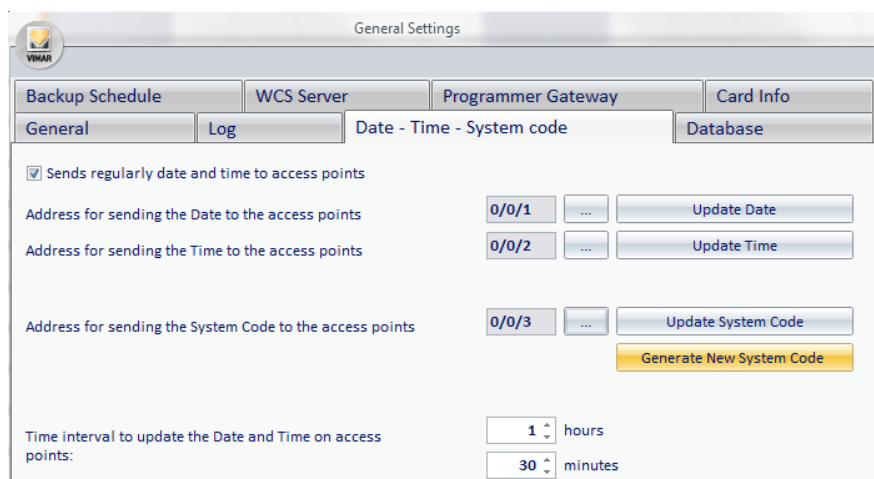 General Settings
VIMAR
Backup Schedule WCS Server Programmer Gateway Card Info
General Log Date - Time - System code Database
Sends regularly date and time to access points
Address for sending the Date to the access points 0/0/1 ... Update Date
Address for sending the Time to the access points 0/0/2 ... Update Time
Address for sending the System Code to the access points 0/0/3 ... Update System Code
Generate New System Code
Time interval to update the Date and Time on access 1 hours
points:
30 minutes